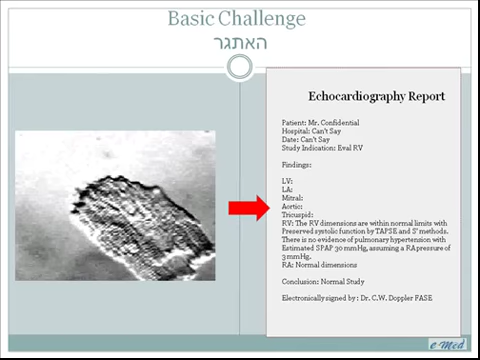 Basic Challenge
האתגר
Echocardiography Report
Patient: Mr. Confidential
Hospital: Can't Say
Date: Can't Say
Study Indication: Eval RV
Findings:
LV:
LA:
Mitral:
Aortic:
Tricuspid:
RV: The RV dimensions are within normal limits with
Preserved systolic function by TAPSE and S' methods.
There is no evidence of pulmonary hypertension with
Estimated SPAP 30 mmHg, assuming a RA pressure of
3 mmHg.
RA: Normal dimensions
Conclusion: Normal Study
Electronically signed by : Dr. C.W. Doppler FASE
e-Med